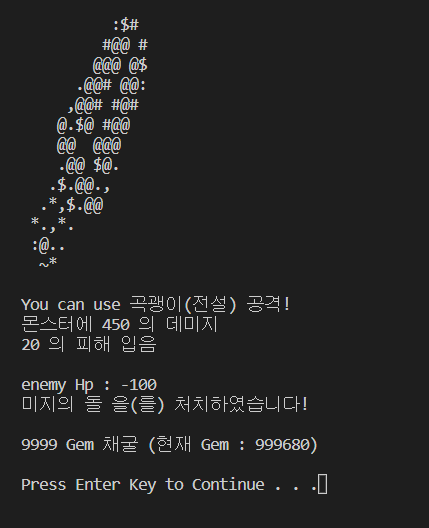 :$#
#@@ #
@@@ @$
.@@# @@:
,@@# #@#
@.$@ #@@
@@  @@@
.@@ $@.
.$.@@.,
.*,$.@@
*.,*.
:@..
~*
You can use 곡괭이(전설) 공격!
몬스터에 450 의 데미지
20 의 피해 입음
enemy Hp : -100
미지의 돌 을(를) 처치하였습니다!
9999 Gem 채굴 (현재 Gem : 999680)
Press Enter Key to Continue . . .